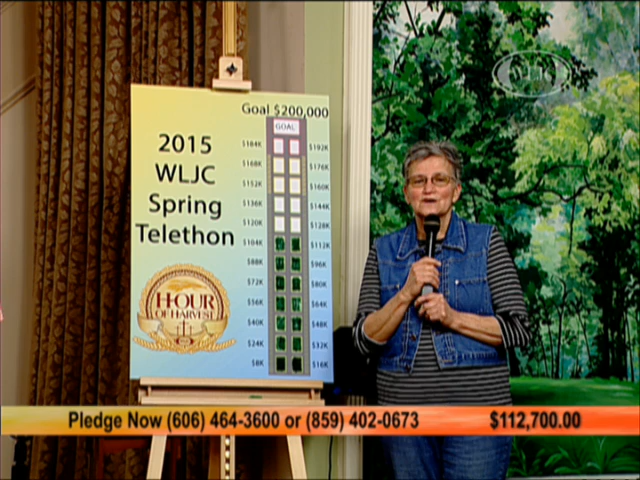 Goal $200,000
GOAL
2015
WLJC
Spring
Telethon
$184K $192K
$168K $176K
$152K $160K
$136K $144K
$120K $128K
$104K $112K
$88K $96K
$72K $80K
$56K $64K
$40K $48K
$24K $32K
$8K $16K
HOUR
OF HARVEST
Pledge Now (606) 464-3600 or (859) 402-0673 $112,700.00